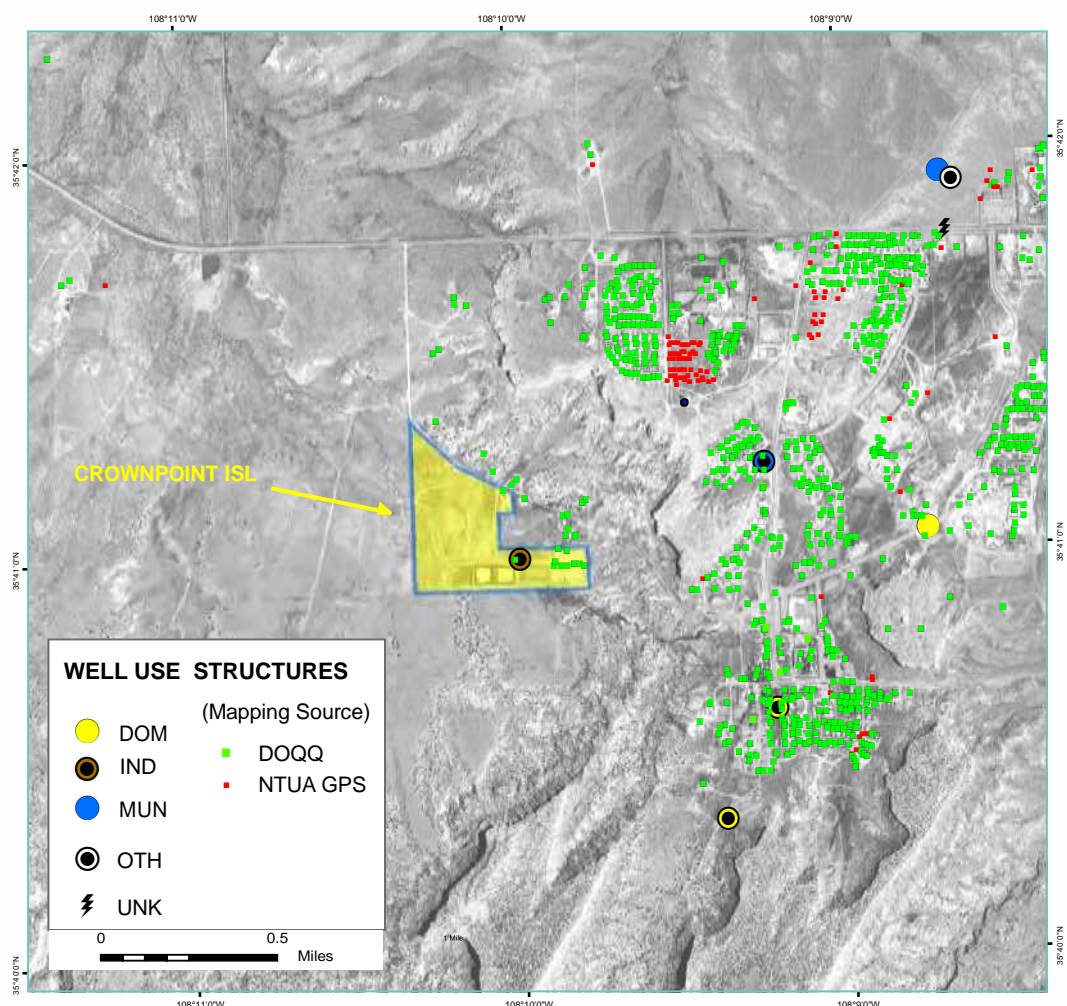 108°11'0"W 108°10'0"W 108°9'0"W
35°42'0"N 35°42'0"N
CROWNPOINT ISL
35°41'0"N 35°41'0"N
WELL USE STRUCTURES
(Mapping Source)
DOM
DOQQ
IND
NTUA GPS
MUN
OTH
UNK
0 0.5
Miles
1 Mile
35°40'0"N 35°40'0"N
108°11'0"W 108°10'0"W 108°9'0"W